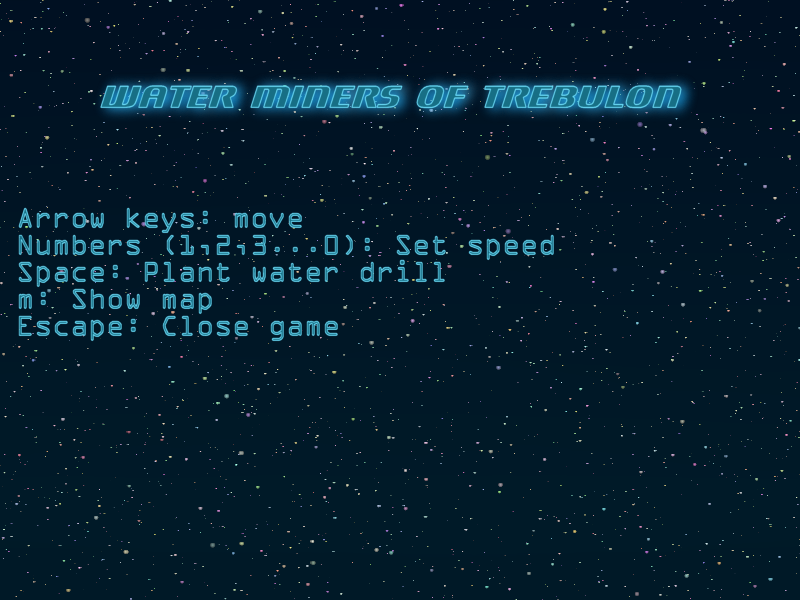 WATER MINERS OF TREBULON
Arrow keys: move
Numbers (1,2,3...0): Set speed
Space: Plant water drill
m: Show map
Escape: Close game